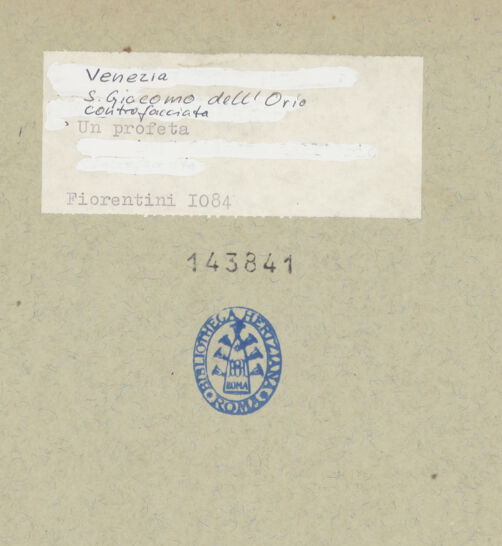 Venezia
S. Giacomo dell' Orio
controfacciata
Un profeta
Fiorentini I084
143841
BIBLIOTHECA HERTZIANA
ROMA
ROMA